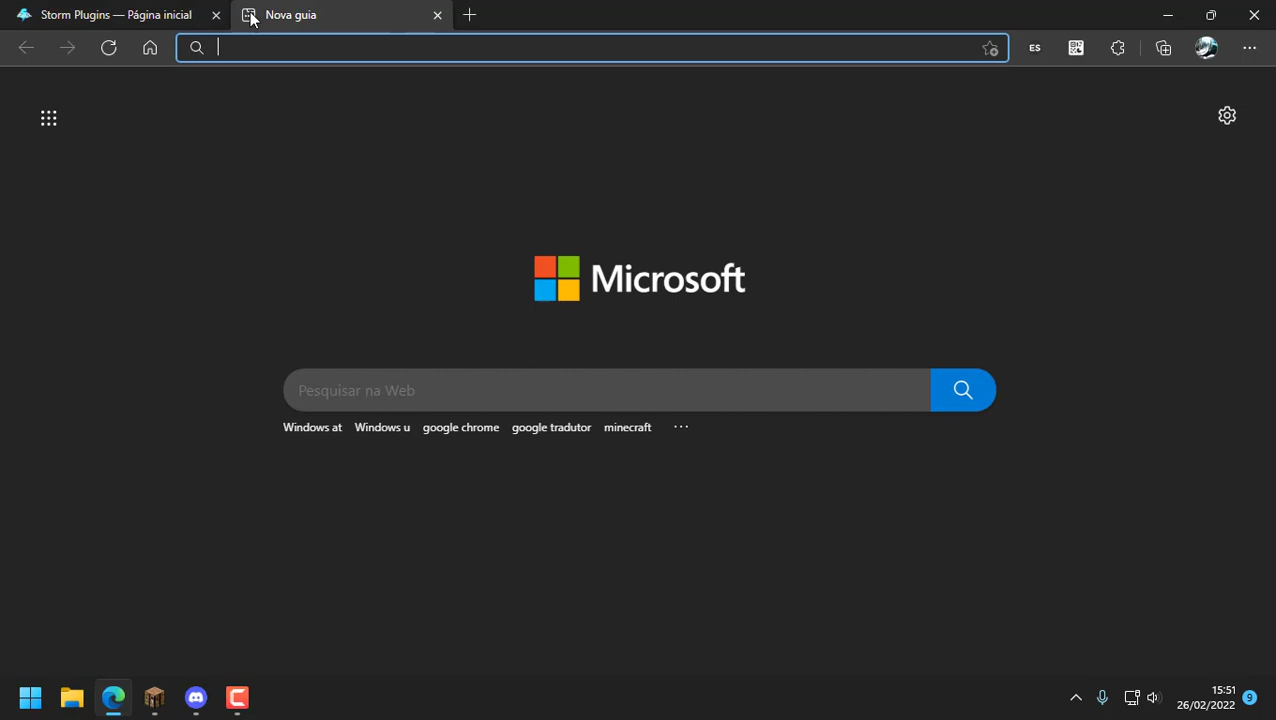 Storm Plugins — Página inicial
Nova guia
ES
Microsoft
Pesquisar na Web
Windows at Windows u google chrome google tradutor minecraft ...
15:51
26/02/2022
9